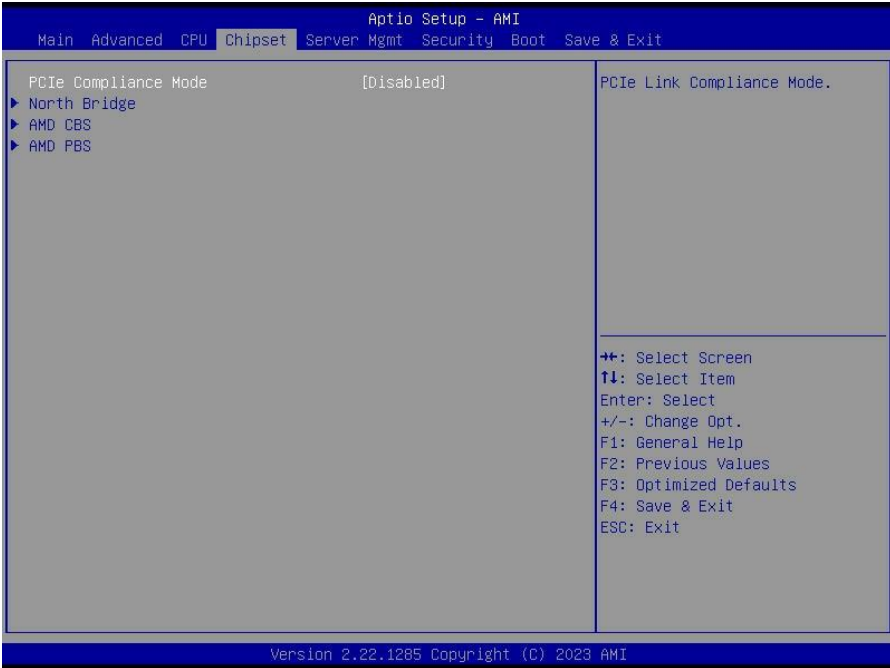 Aptio Setup - AMI
Main Advanced CPU Chipset Server Mgmt Security Boot Save & Exit
PCIe Compliance Mode [Disabled]
▶ North Bridge
▶ AMD CBS
▶ AMD PBS
PCIe Link Compliance Mode.
→←: Select Screen
↑↓: Select Item
Enter: Select
+/-: Change Opt.
F1: General Help
F2: Previous Values
F3: Optimized Defaults
F4: Save & Exit
ESC: Exit
Version 2.22.1285 Copyright (C) 2023 AMI